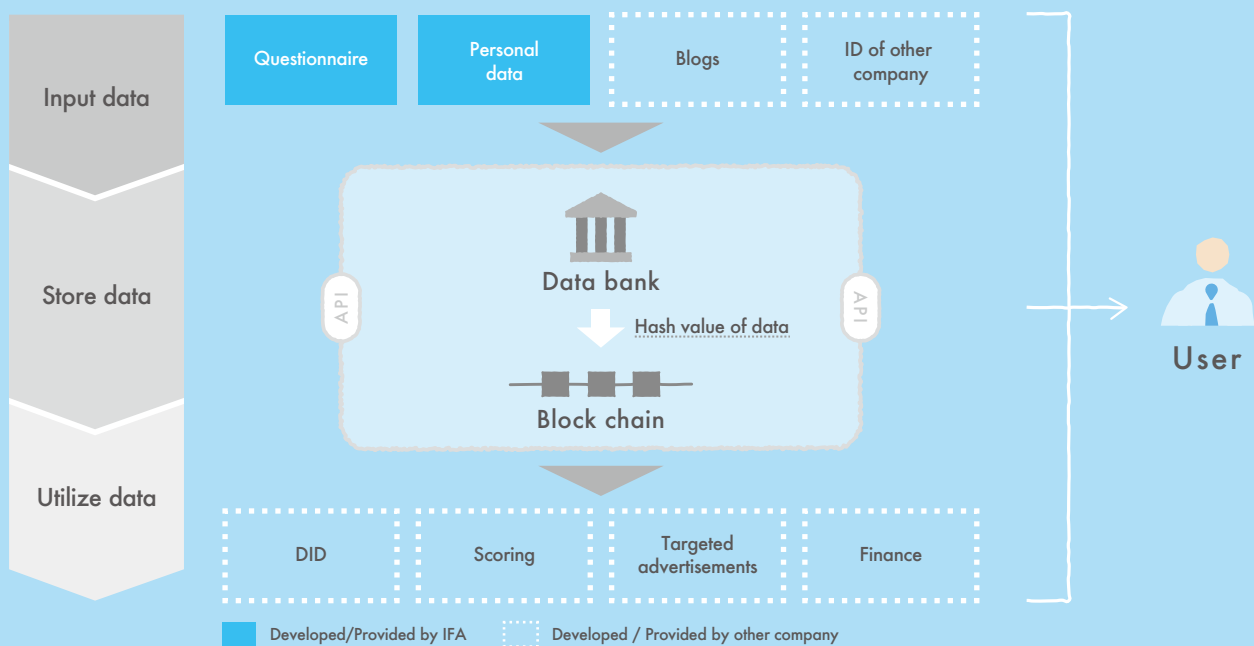 Input data
Questionnaire
Personal
data
Blogs
ID of other
company
Store data
Data bank
API
API
Hash value of data
Block chain
User
Utilize data
DID
Scoring
Targeted
advertisements
Finance
Developed/Provided by IFA
Developed / Provided by other company